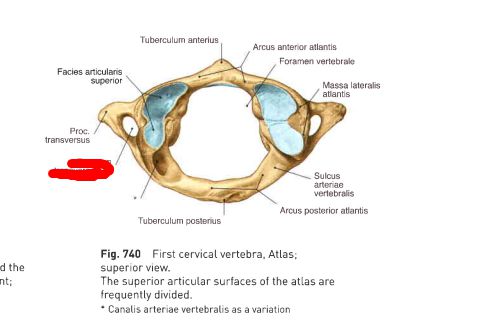 Tuberculum anterius
Arcus anterior atlantis
Foramen vertebrale
Facies articularis
superior
Massa lateralis
atlantis
Proc.
transversus
Sulcus
arteriae
vertebralis
*
Arcus posterior atlantis
Tuberculum posterius
Fig. 740 First cervical vertebra, Atlas;
superior view.
d the
The superior articular surfaces of the atlas are
nt;
frequently divided.
* Canalis arteriae vertebralis as a variation